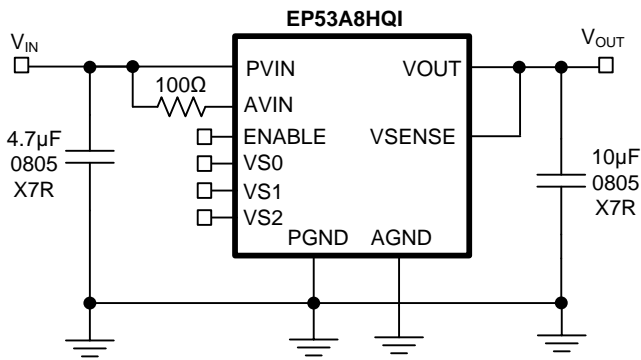 EP53A8HQI
VIN
VOUT
PVIN
VOUT
100Ω
AVIN
4.7µF
0805
X7R
ENABLE
VSENSE
VS0
10µF
0805
X7R
VS1
VS2
PGND
AGND